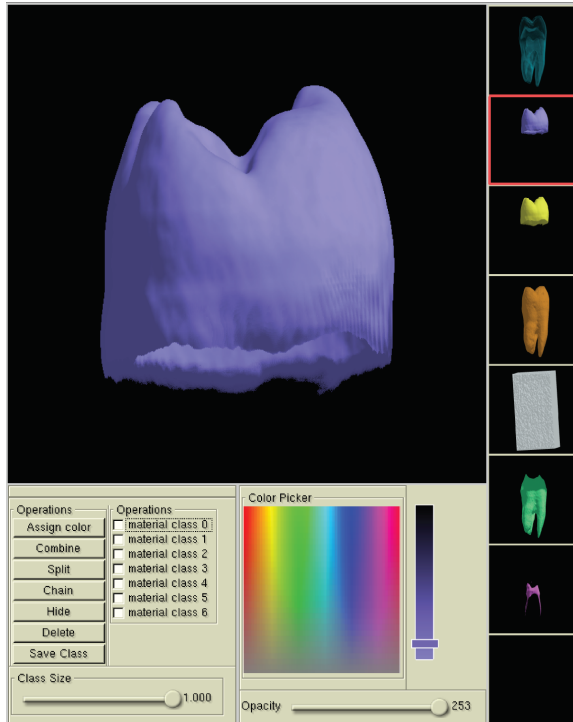 Operations
Assign color
Combine
Split
Chain
Hide
Delete
Save Class
Operations
material class 0
material class 1
material class 2
material class 3
material class 4
material class 5
material class 6
Class Size
1.000
Color Picker
Opacity
253